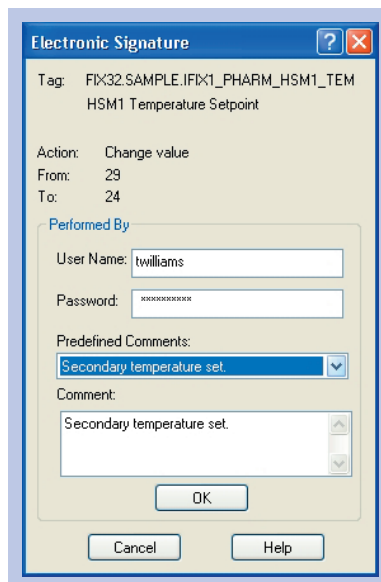 Electronic Signature
Tag: FIX32.SAMPLE.IFIX1_PHARM_HSM1_TEM
HSM1 Temperature Setpoint
Action: Change value
From: 29
To: 24
Performed By
User Name: twilliams
Password: **********
Predefined Comments:
Secondary temperature set.
Comment:
Secondary temperature set.
OK
Cancel Help